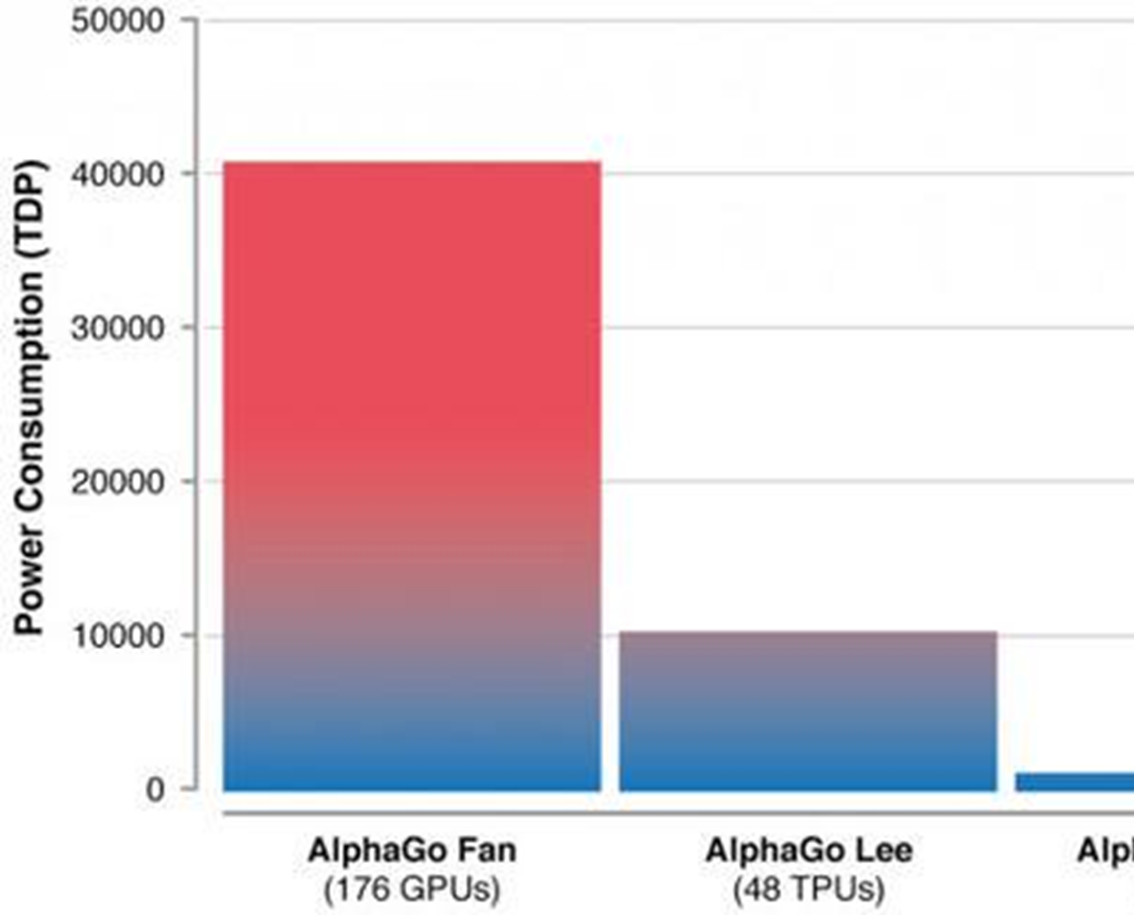 50000
40000
30000
20000
10000
0
Power Consumption (TDP)
AlphaGo Fan
(176 GPUs)
AlphaGo Lee
(48 TPUs)